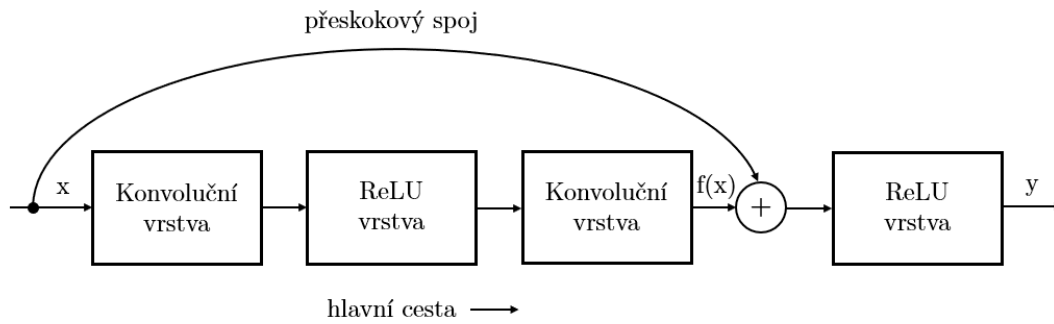 přeskokový spoj
x
Konvoluční
vrstva
ReLU
vrstva
Konvoluční
vrstva
f(x)
+
ReLU
vrstva
y
hlavní cesta